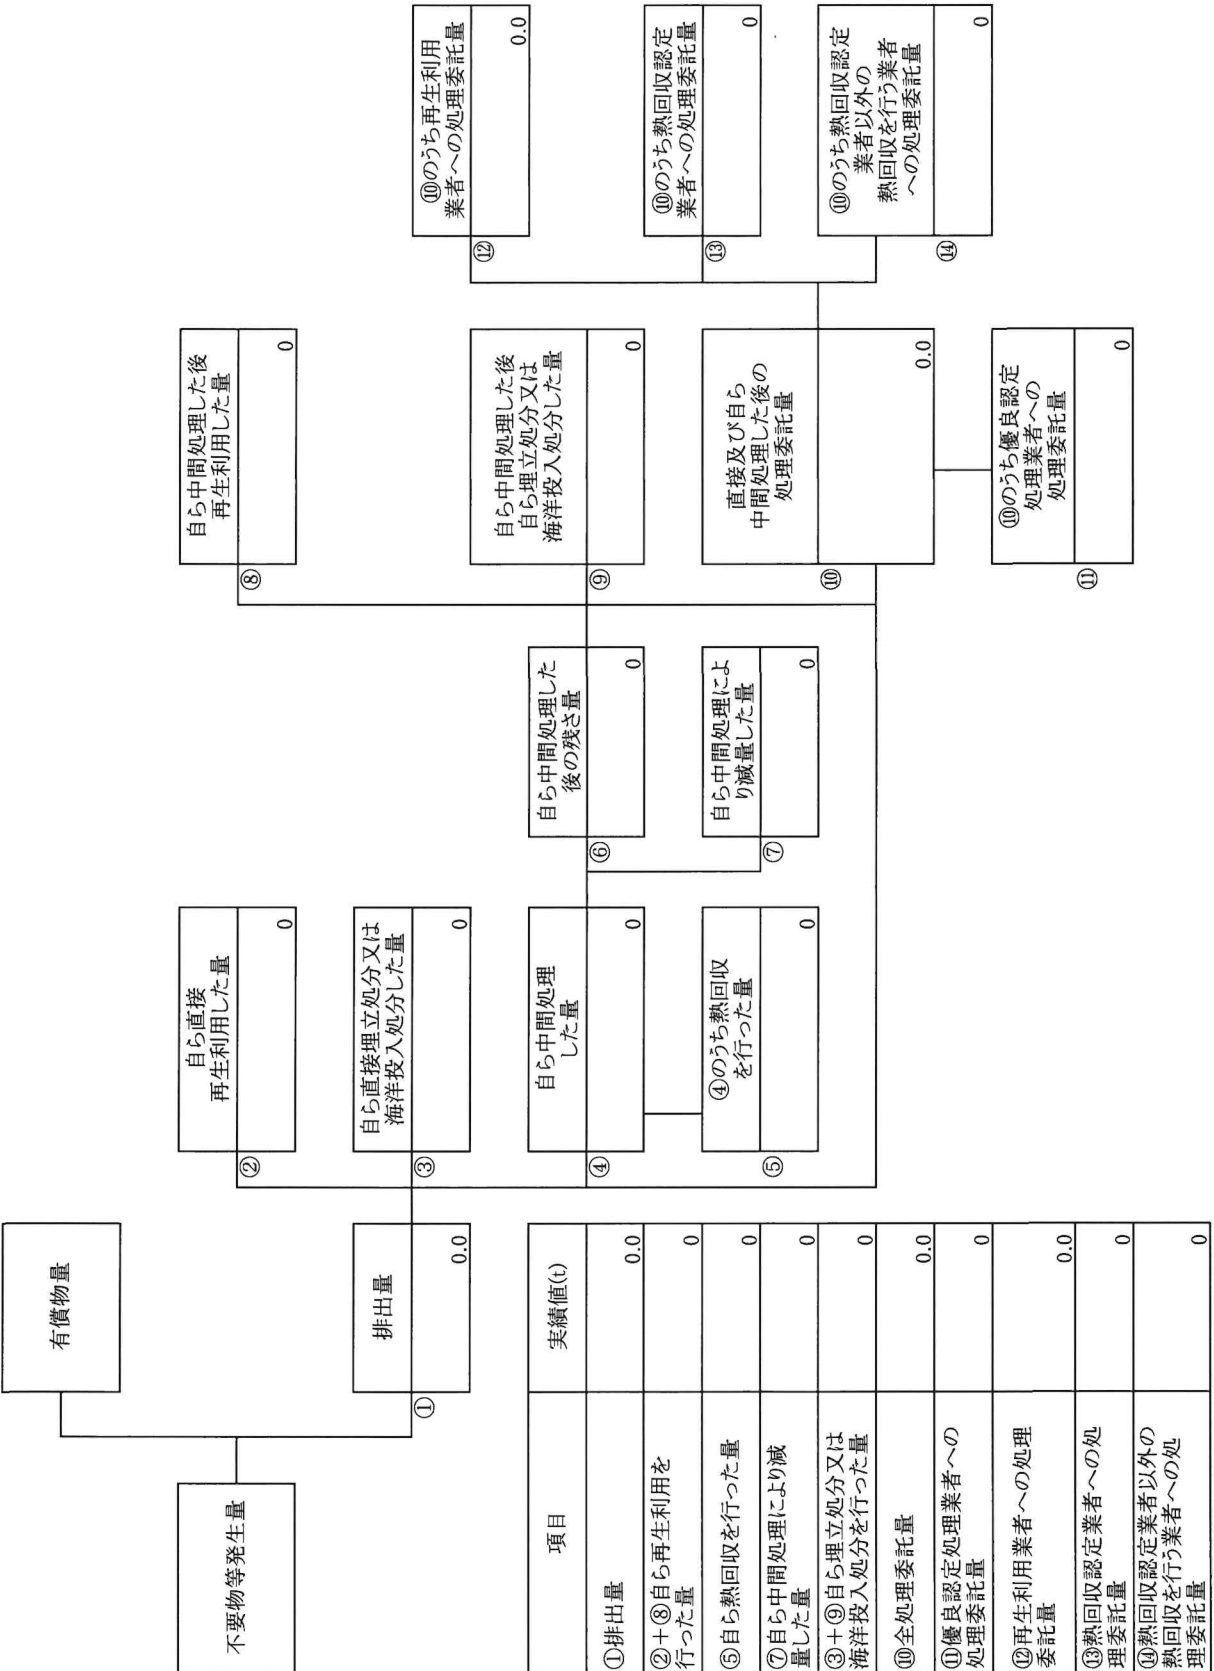 不要物等発生量
有償物量
①
排出量
0.0
②
自ら直接
再生利用した量
0
③
自ら直接埋立処分又は
海洋投入処分した量
0
④
自ら中間処理
した量
0
⑤
④のうち熱回収
を行った量
0
⑥
自ら中間処理した
後の残さ量
0
⑦
自ら中間処理によ
り減量した量
0
⑧
自ら中間処理した後
再生利用した量
0
⑨
自ら中間処理した後
自ら埋立処分又は
海洋投入処分した量
0
⑩
直接及び自ら
中間処理した後の
処理委託量
0.0
⑪
⑩のうち優良認定
処理業者への
処理委託量
0
⑫
⑩のうち再生利用
業者への処理委託量
0.0
⑬
⑩のうち熱回収認定
業者への処理委託量
0
⑭
⑩のうち熱回収認定
業者以外の
熱回収を行う業者
への処理委託量
0
項目
実績値(t)
①排出量
0.0
②+⑧自ら再生利用を
行った量
0
⑤自ら熱回収を行った量
0
⑦自ら中間処理により減
量した量
0
③+⑨自ら埋立処分又は
海洋投入処分を行った量
0
⑩全処理委託量
0.0
⑪優良認定処理業者への
処理委託量
0
⑫再生利用業者への処理
委託量
0.0
⑬熱回収認定業者への処
理委託量
0
⑭熱回収認定業者以外の
熱回収を行う業者への処
理委託量
0